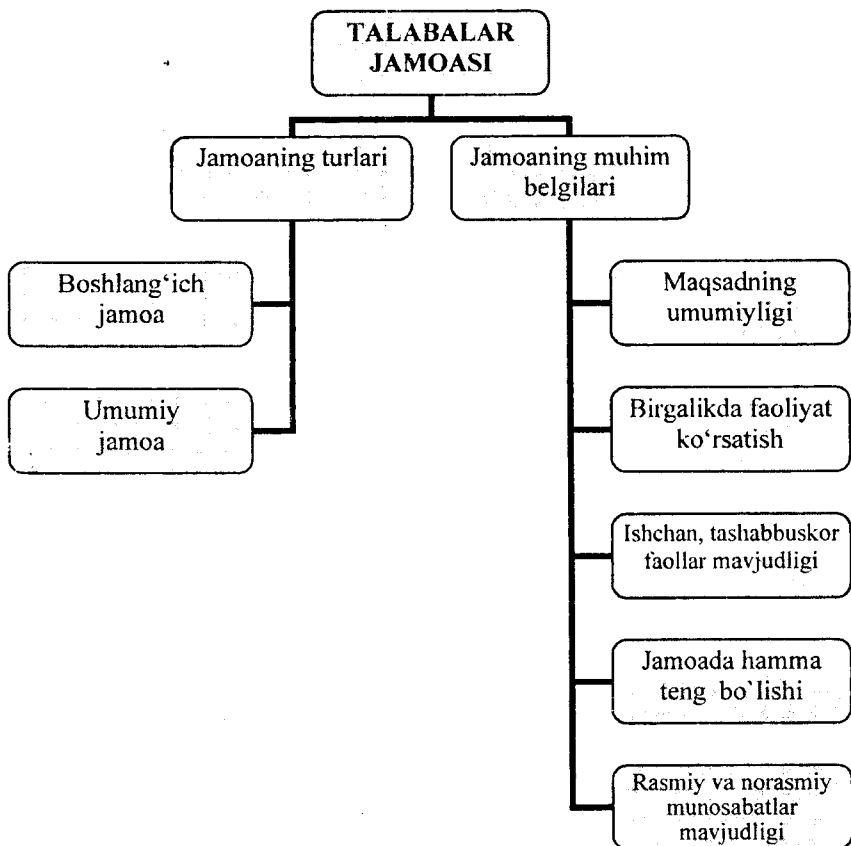 TALABALAR
JAMOASI
Jamoaning turlari
Jamoaning muhim
belgilari
Boshlang‘ich
jamoa
Umumiy
jamoa
Maqsadning
umumiyligi
Birgalikda faoliyat
ko‘rsatish
Ishchan, tashabbuskor
faollar mavjudligi
Jamoada hamma
teng bo`lishi
Rasmiy va norasmiy
munosabatlar
mavjudligi